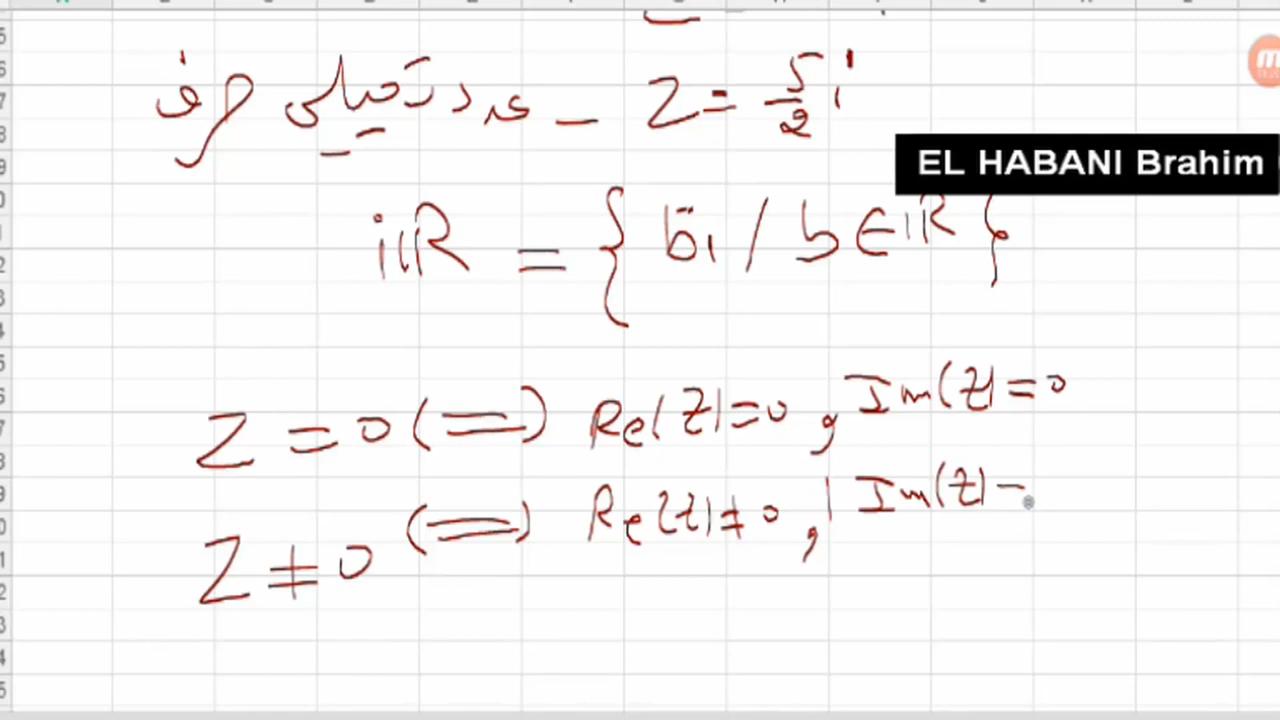 عدد تخيلي صرف – Z = 5/2 i
EL HABANI Brahim
iℝ = { bi / b ∈ ℝ }
Z = 0 (⇔) Re(Z) = 0 , Im(Z) = 0
Z ≠ 0 (⇔) Re(Z) ≠ 0 , Im(Z) –